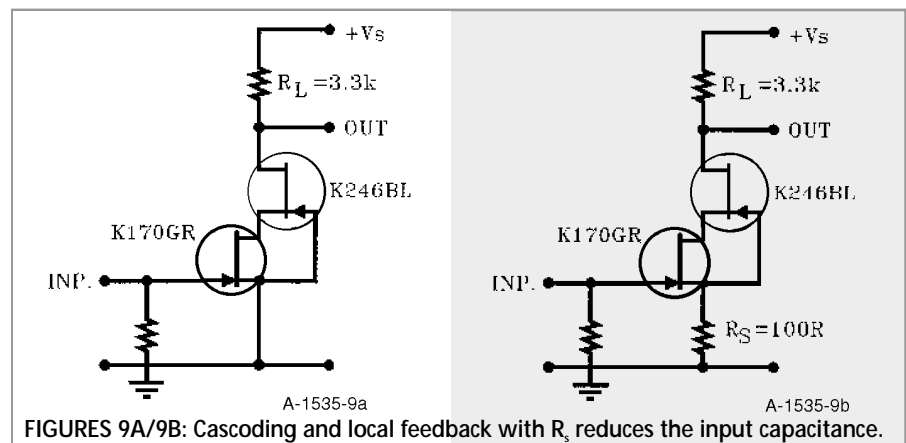 +Vs
R_L=3.3k
OUT
K246BL
K170GR
INP.
A-1535-9a
+Vs
R_L=3.3k
OUT
K246BL
K170GR
INP.
R_S=100R
A-1535-9b
FIGURES 9A/9B: Cascoding and local feedback with R_s reduces the input capacitance.